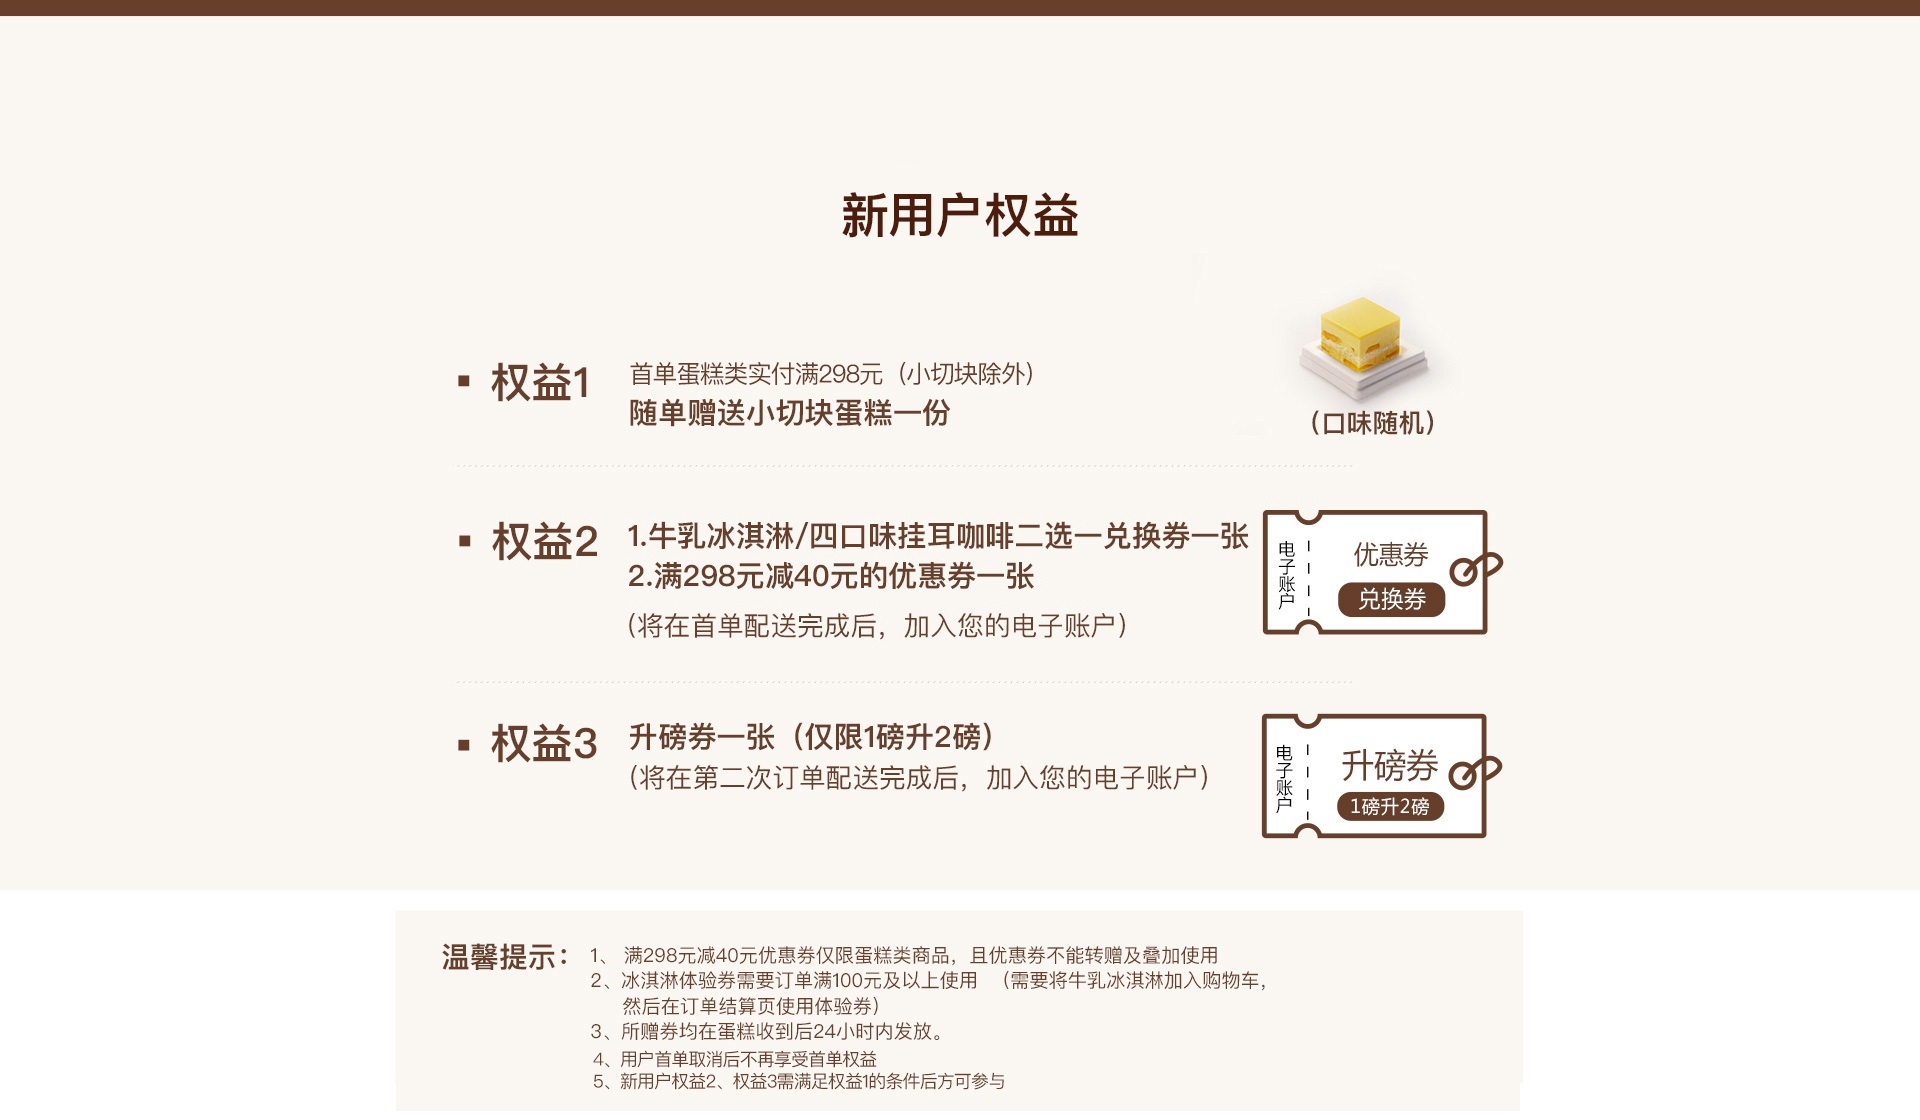 新用户权益
▪ 权益1
首单蛋糕类实付满298元（小切块除外）
随单赠送小切块蛋糕一份
（口味随机）
▪ 权益2
1.牛乳冰淇淋/四口味挂耳咖啡二选一兑换券一张
2.满298元减40元的优惠券一张
（将在首单配送完成后，加入您的电子账户）
电子账户
优惠券
兑换券
▪ 权益3
升磅券一张（仅限1磅升2磅）
（将在第二次订单配送完成后，加入您的电子账户）
电子账户
升磅券
1磅升2磅
温馨提示：
1、 满298元减40元优惠券仅限蛋糕类商品，且优惠券不能转赠及叠加使用
2、冰淇淋体验券需要订单满100元及以上使用 （需要将牛乳冰淇淋加入购物车，
然后在订单结算页使用体验券）
3、所赠券均在蛋糕收到后24小时内发放。
4、用户首单取消后不再享受首单权益
5、新用户权益2、权益3需满足权益1的条件后方可参与